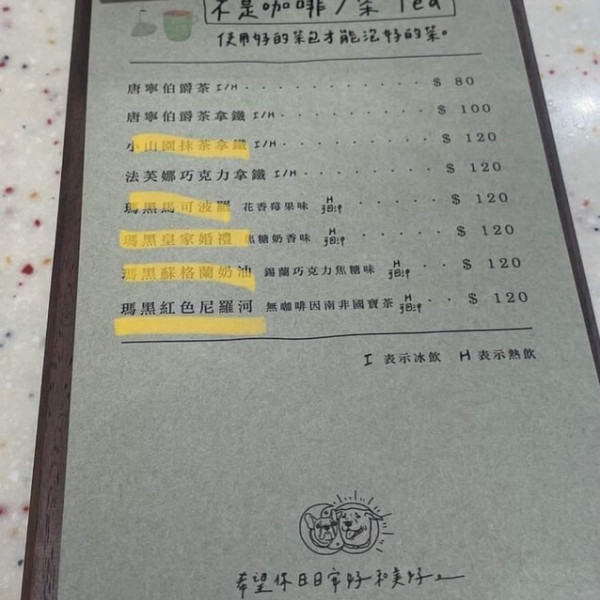 不是咖啡/茶 Tea
使用好的茶包才能泡好的茶。
唐寧伯爵茶 I/H · · · · · · · · · · $ 80
唐寧伯爵茶拿鐵 I/H · · · · · · · · $ 100
小山園抹茶拿鐵 I/H · · · · · · · · $ 120
法芙娜巧克力拿鐵 I/H · · · · · · · $ 120
瑪黑馬可波羅 花香莓果味 H · · · · $ 120
瑪黑皇家婚禮 焦糖奶香味 H · · · $ 120
瑪黑蘇格蘭奶油 錫蘭巧克力焦糖味 H · · $ 120
瑪黑紅色尼羅河 無咖啡因南非國寶茶 H · · $ 120
I 表示冰飲 H 表示熱飲
希望你日日安好和美好